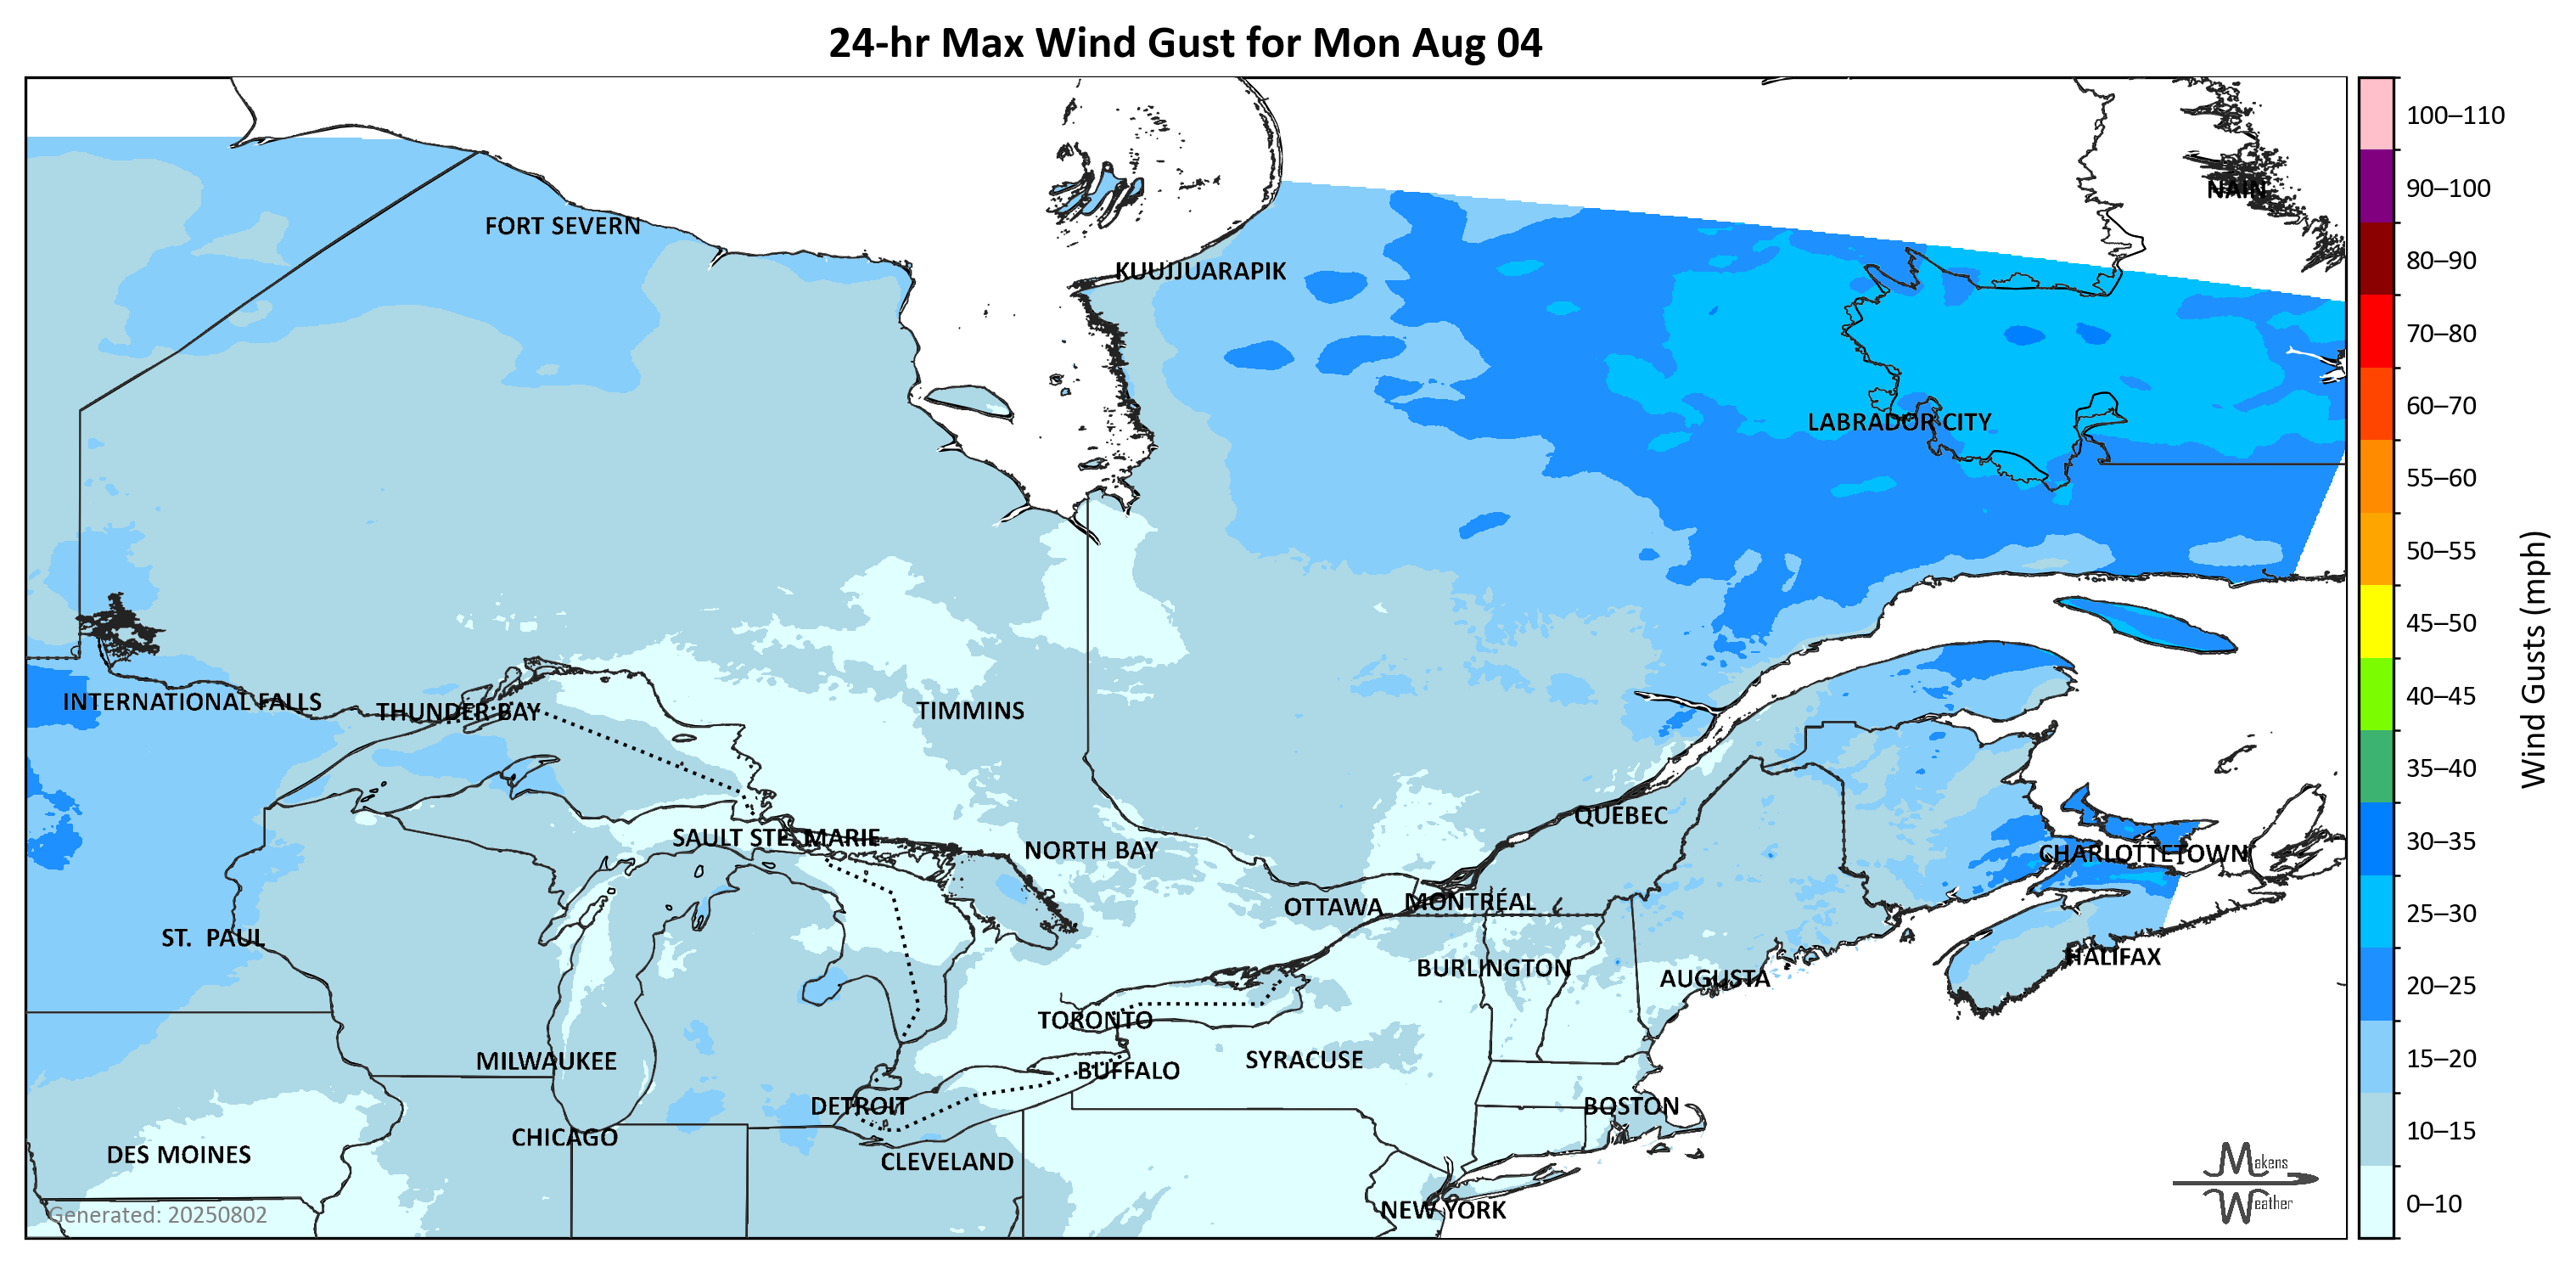 24-hr Max Wind Gust for Mon Aug 04
100–110
90–100
NAIN
FORT SEVERN
80–90
KUUJJUARAPIK
70–80
60–70
LABRADOR CITY
55–60
50–55
45–50
Wind Gusts (mph)
40–45
INTERNATIONAL FALLS
THUNDER BAY
TIMMINS
35–40
QUÉBEC
30–35
SAULT STE. MARIE
NORTH BAY
CHARLOTTETOWN
OTTAWA
MONTRÉAL
25–30
ST. PAUL
HALIFAX
BURLINGTON
AUGUSTA
20–25
TORONTO
MILWAUKEE
SYRACUSE
BUFFALO
15–20
DETROIT
BOSTON
CHICAGO
10–15
DES MOINES
CLEVELAND
Makens
Weather
NEW YORK
0–10
Generated: 20250802